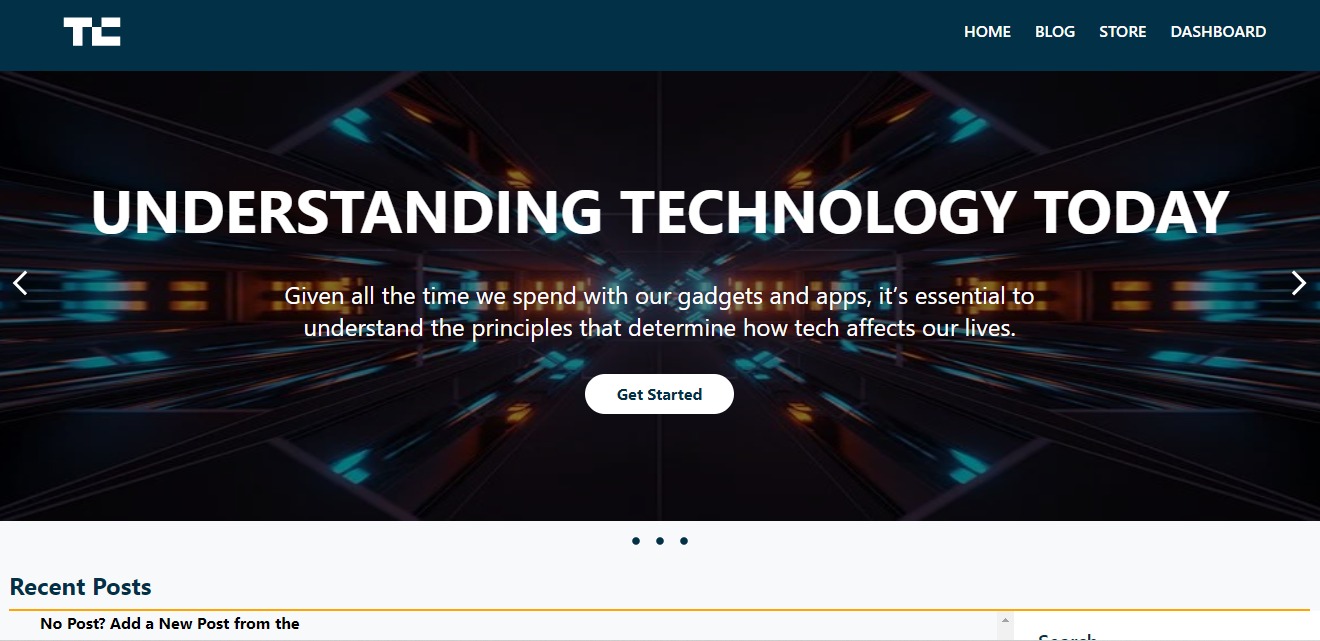 TC
HOME BLOG STORE DASHBOARD
UNDERSTANDING TECHNOLOGY TODAY
Given all the time we spend with our gadgets and apps, it’s essential to
understand the principles that determine how tech affects our lives.
Get Started
Recent Posts
No Post? Add a New Post from the
Search